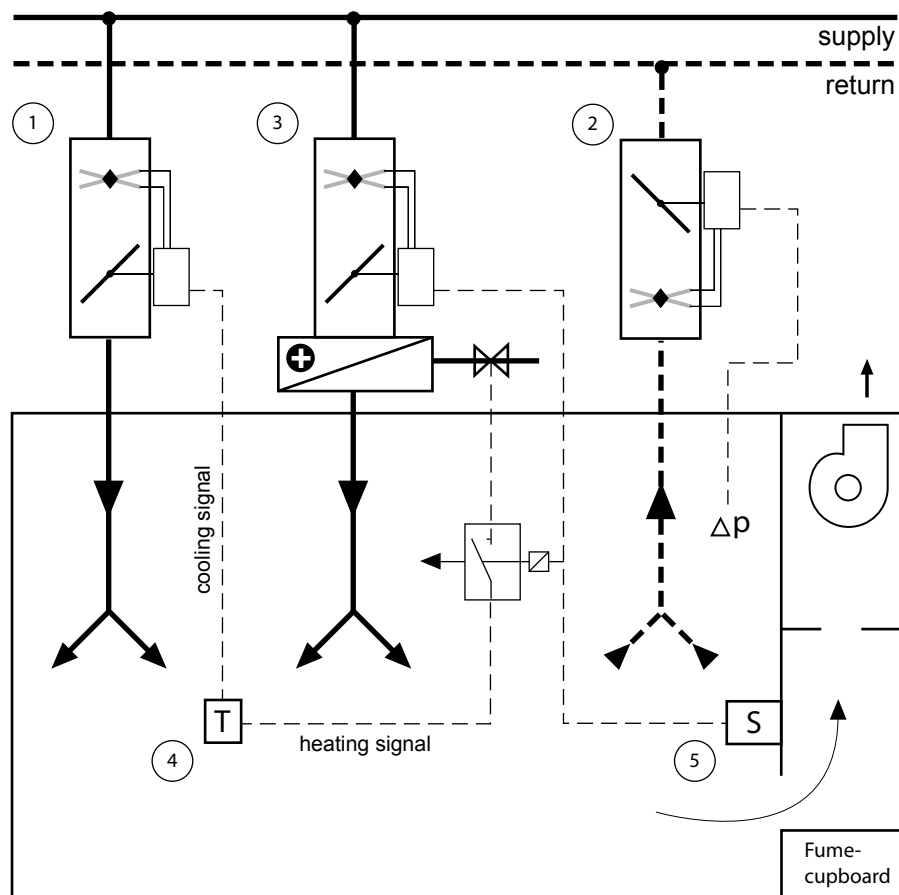 supply
return
1
3
2
cooling signal
Δp
T
heating signal
S
4
5
Fume-
cupboard